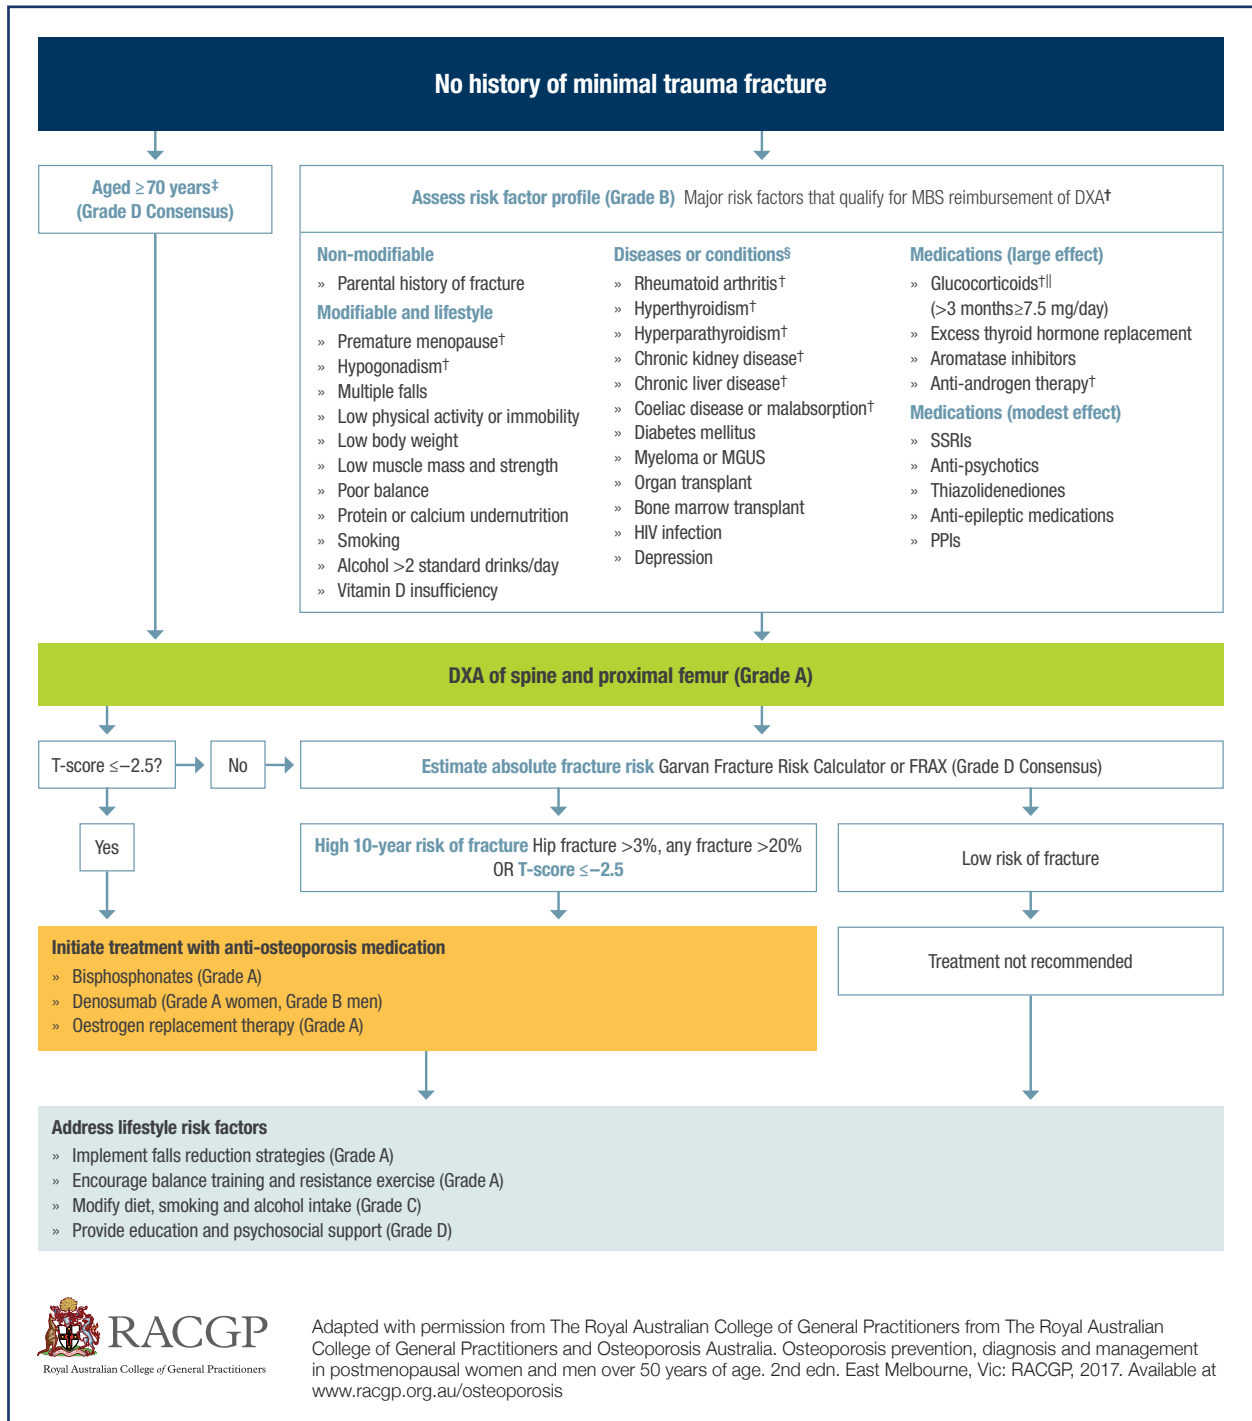 No history of minimal trauma fracture
Aged ≥70 years‡
(Grade D Consensus)
Assess risk factor profile (Grade B) Major risk factors that qualify for MBS reimbursement of DXA†
Non-modifiable
» Parental history of fracture
Modifiable and lifestyle
» Premature menopause†
» Hypogonadism†
» Multiple falls
» Low physical activity or immobility
» Low body weight
» Low muscle mass and strength
» Poor balance
» Protein or calcium undernutrition
» Smoking
» Alcohol >2 standard drinks/day
» Vitamin D insufficiency
Diseases or conditions§
» Rheumatoid arthritis†
» Hyperthyroidism†
» Hyperparathyroidism†
» Chronic kidney disease†
» Chronic liver disease†
» Coeliac disease or malabsorption†
» Diabetes mellitus
» Myeloma or MGUS
» Organ transplant
» Bone marrow transplant
» HIV infection
» Depression
Medications (large effect)
» Glucocorticoids†||
(>3 months≥7.5 mg/day)
» Excess thyroid hormone replacement
» Aromatase inhibitors
» Anti-androgen therapy†
Medications (modest effect)
» SSRIs
» Anti-psychotics
» Thiazolidenediones
» Anti-epileptic medications
» PPIs
DXA of spine and proximal femur (Grade A)
T-score ≤−2.5?
No
Estimate absolute fracture risk Garvan Fracture Risk Calculator or FRAX (Grade D Consensus)
Yes
High 10-year risk of fracture Hip fracture >3%, any fracture >20%
OR T-score ≤−2.5
Low risk of fracture
Initiate treatment with anti-osteoporosis medication
» Bisphosphonates (Grade A)
» Denosumab (Grade A women, Grade B men)
» Oestrogen replacement therapy (Grade A)
Treatment not recommended
Address lifestyle risk factors
» Implement falls reduction strategies (Grade A)
» Encourage balance training and resistance exercise (Grade A)
» Modify diet, smoking and alcohol intake (Grade C)
» Provide education and psychosocial support (Grade D)
RACGP
Royal Australian College of General Practitioners
Adapted with permission from The Royal Australian College of General Practitioners from The Royal Australian
College of General Practitioners and Osteoporosis Australia. Osteoporosis prevention, diagnosis and management
in postmenopausal women and men over 50 years of age. 2nd edn. East Melbourne, Vic: RACGP, 2017. Available at
www.racgp.org.au/osteoporosis